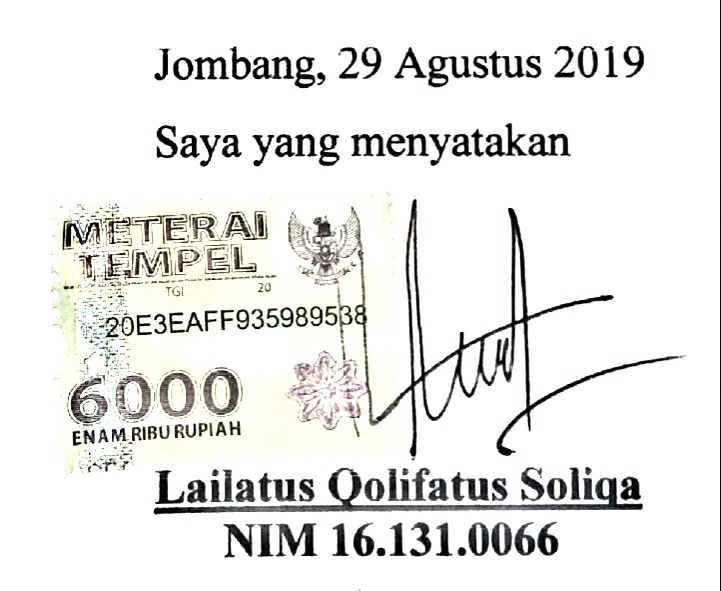 Jombang, 29 Agustus 2019
Saya yang menyatakan
METERAI
TEMPEL
TGL 20
20E3EAFF935989538
6000
ENAM RIBU RUPIAH
Lailatus Qolifatus Soliqa
NIM 16.131.0066